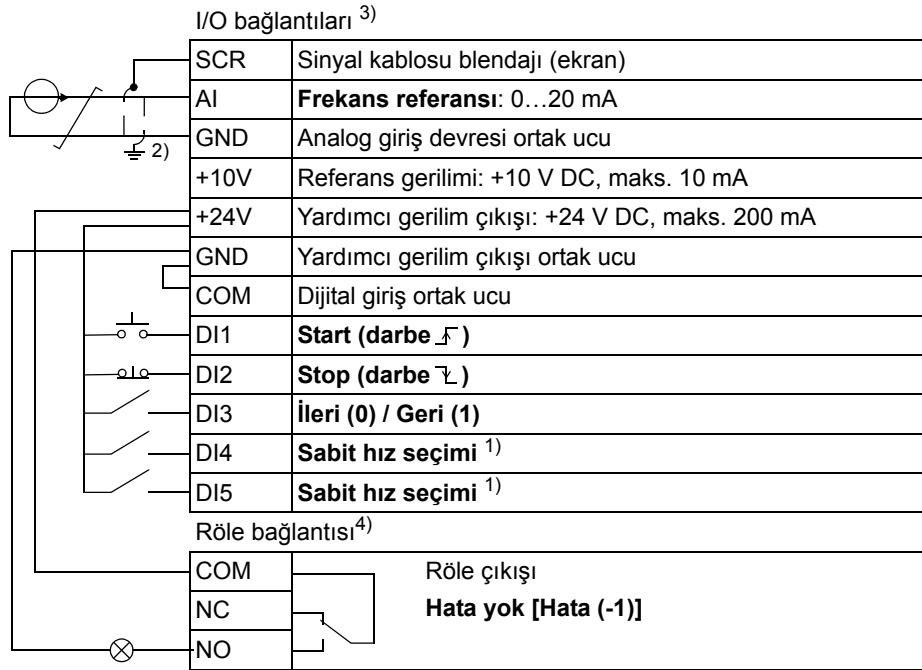 I/O bağlantıları 3)
SCR Sinyal kablosu blendajı (ekran)
AI Frekans referansı: 0…20 mA
GND Analog giriş devresi ortak ucu
2)
+10V Referans gerilimi: +10 V DC, maks. 10 mA
+24V Yardımcı gerilim çıkışı: +24 V DC, maks. 200 mA
GND Yardımcı gerilim çıkışı ortak ucu
COM Dijital giriş ortak ucu
DI1 Start (darbe )
DI2 Stop (darbe )
DI3 İleri (0) / Geri (1)
DI4 Sabit hız seçimi 1)
DI5 Sabit hız seçimi 1)
Röle bağlantısı4)
COM Röle çıkışı
NC Hata yok [Hata (-1)]
NO